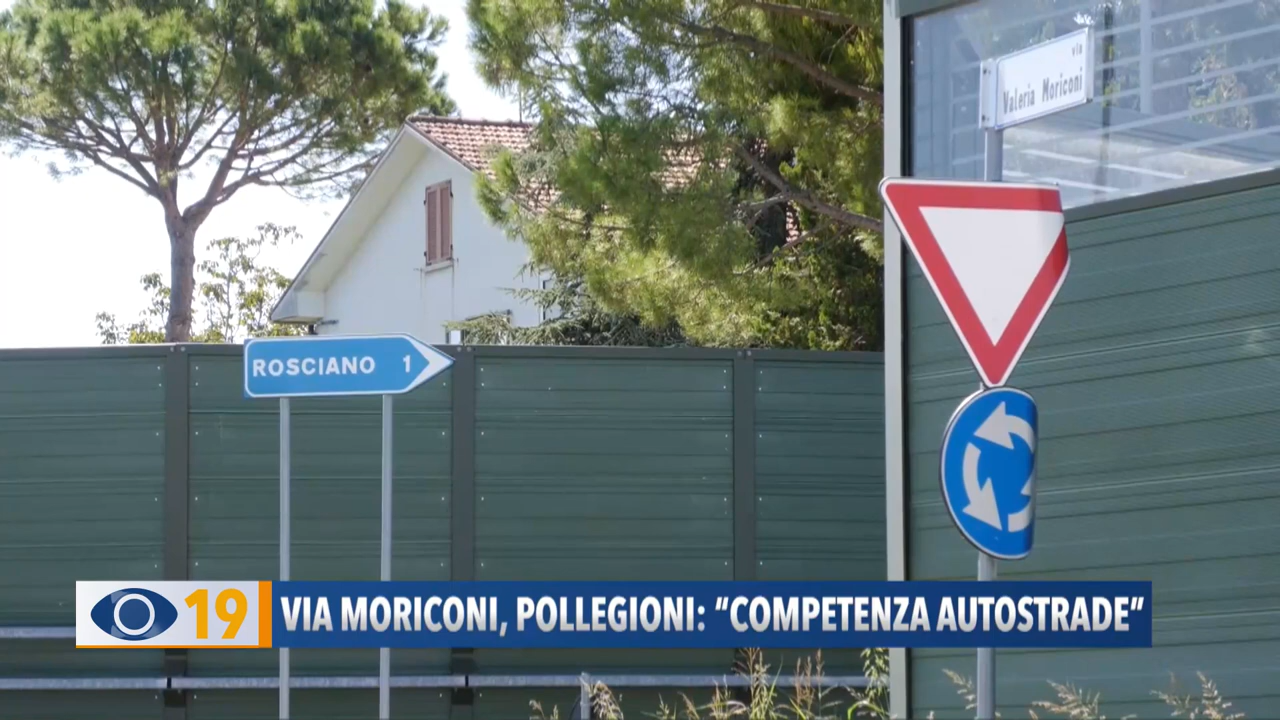 via
Valeria Moriconi
ROSCIANO 1
19
VIA MORICONI, POLLEGIONI: “COMPETENZA AUTOSTRADE”